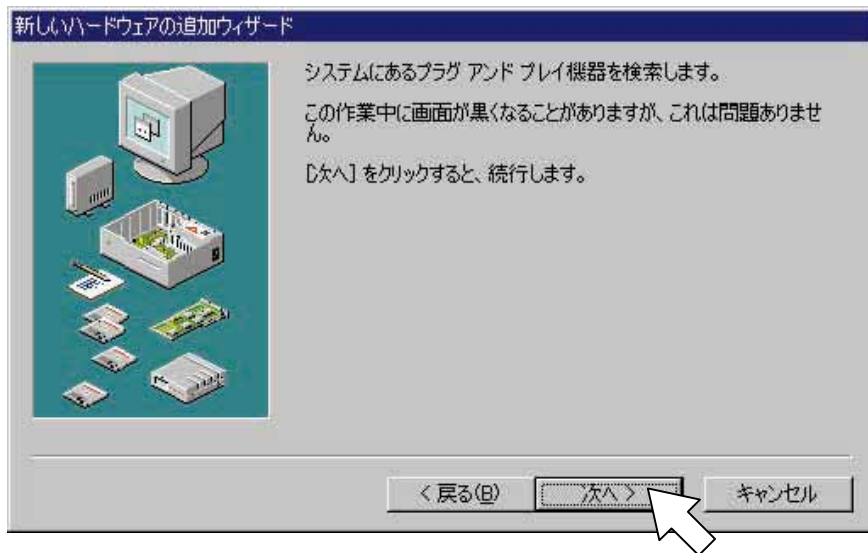 新しいハードウェアの追加ウィザード
システムにあるプラグ アンド プレイ機器を検索します。
この作業中に画面が黒くなることがありますが、これは問題ありませ
ん。
[次へ] をクリックすると、続行します。
< 戻る(B) 次へ > キャンセル